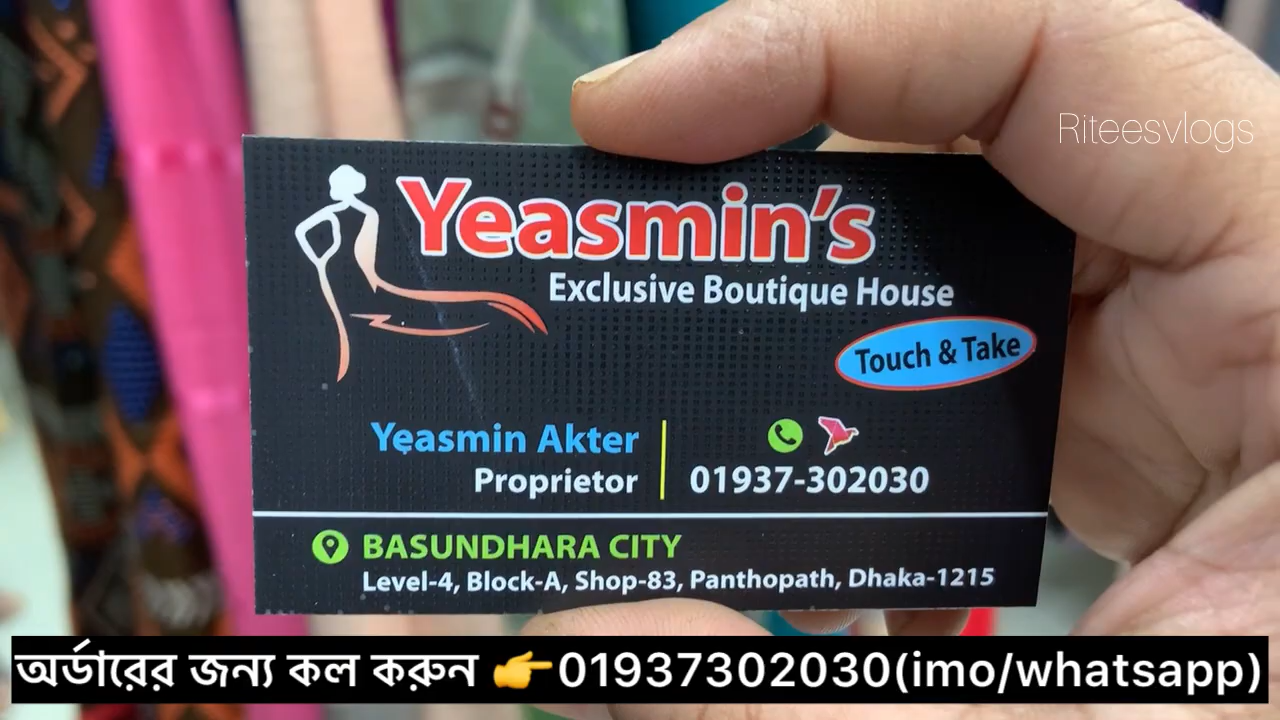 Riteesvlogs
Yeasmin's
Exclusive Boutique House
Touch & Take
Yeasmin Akter
Proprietor
01937-302030
BASUNDHARA CITY
Level-4, Block-A, Shop-83, Panthopath, Dhaka-1215
অর্ডারের জন্য কল করুন 👉01937302030(imo/whatsapp)